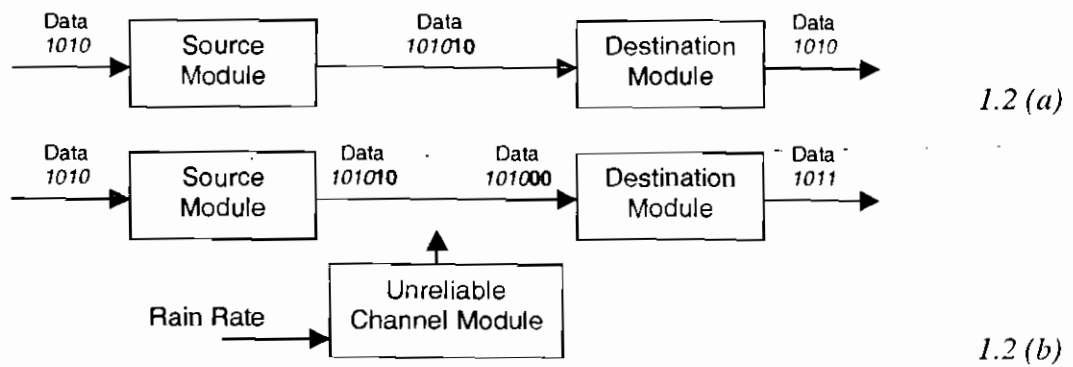 Data
1010
Source
Module
Data
101010
Destination
Module
Data
1010
1.2 (a)
Data
1010
Source
Module
Data
101010
Data
101000
Destination
Module
Data
1011
Rain Rate
Unreliable
Channel Module
1.2 (b)